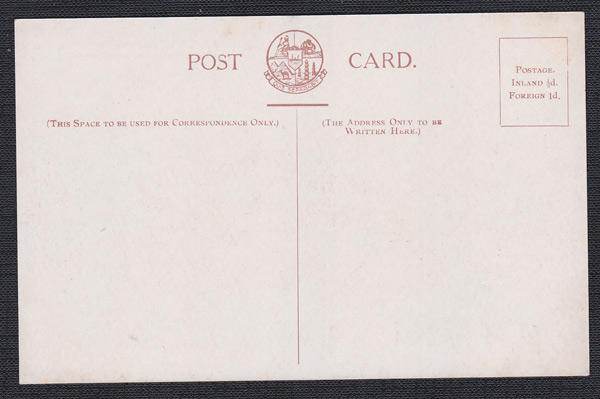 POST CARD.
POSTAGE.
INLAND ½d.
FOREIGN 1d.
(THIS SPACE TO BE USED FOR CORRESPONDENCE ONLY.)
(THE ADDRESS ONLY TO BE
WRITTEN HERE.)